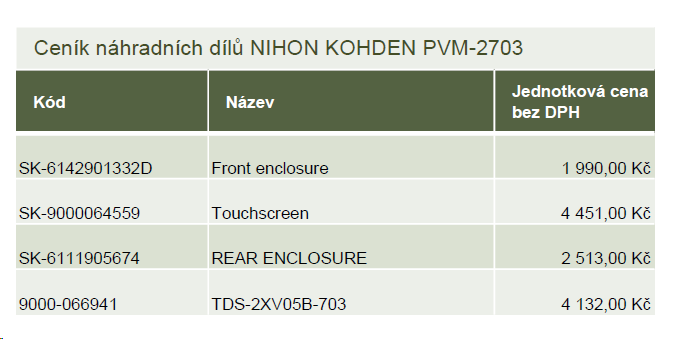 Ceník náhradních dílů NIHON KOHDEN PVM-2703
Kód Název Jednotková cena bez DPH
SK-6142901332D Front enclosure 1 990,00 Kč
SK-9000064559 Touchscreen 4 451,00 Kč
SK-6111905674 REAR ENCLOSURE 2 513,00 Kč
9000-066941 TDS-2XV05B-703 4 132,00 Kč